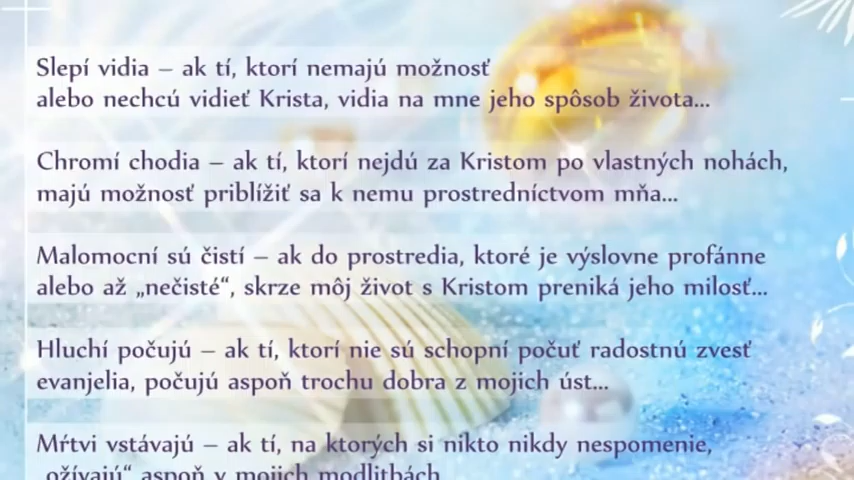 Slepí vidia – ak tí, ktorí nemajú možnosť
alebo nechcú vidieť Krista, vidia na mne jeho spôsob života...
Chromí chodia – ak tí, ktorí nejdú za Kristom po vlastných nohách,
majú možnosť priblížiť sa k nemu prostredníctvom mňa...
Malomocní sú čistí – ak do prostredia, ktoré je výslovne profánne
alebo až „nečisté“, skrze môj život s Kristom preniká jeho milosť...
Hluchí počujú – ak tí, ktorí nie sú schopní počuť radostnú zvesť
evanjelia, počujú aspoň trochu dobra z mojich úst...
Mŕtvi vstávajú – ak tí, na ktorých si nikto nikdy nespomenie,
„ožívajú“ aspoň v mojich modlitbách